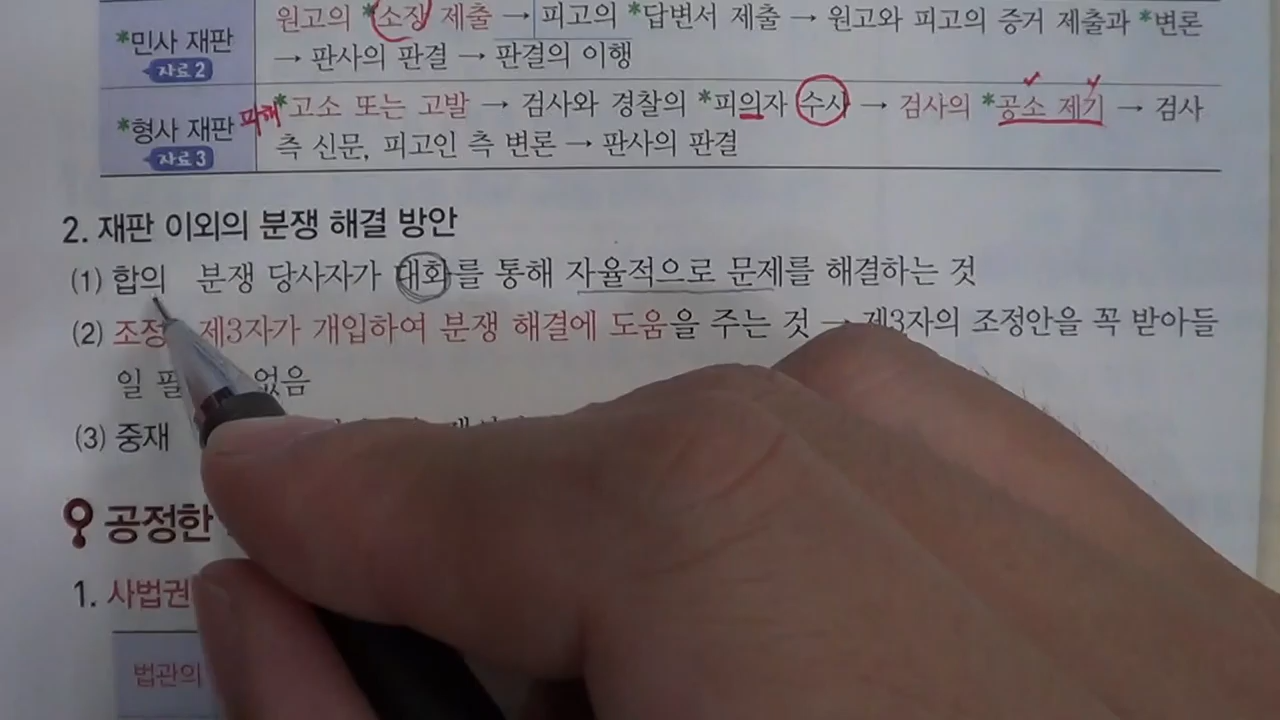 원고의 *소장 제출 → 피고의 *답변서 제출 → 원고와 피고의 증거 제출과 *변론
*민사 재판
자료 2
→ 판사의 판결 → 판결의 이행
피해 *고소 또는 고발 → 검사와 경찰의 *피의자 수사 → 검사의 *공소 제기 → 검사
*형사 재판
자료 3
측 신문, 피고인 측 변론 → 판사의 판결
2. 재판 이외의 분쟁 해결 방안
(1) 합의 분쟁 당사자가 대화를 통해 자율적으로 문제를 해결하는 것
(2) 조정 제3자가 개입하여 분쟁 해결에 도움을 주는 것 → 제3자의 조정안을 꼭 받아들
일 없음
(3) 중재
공정한
1. 사법권
법관의